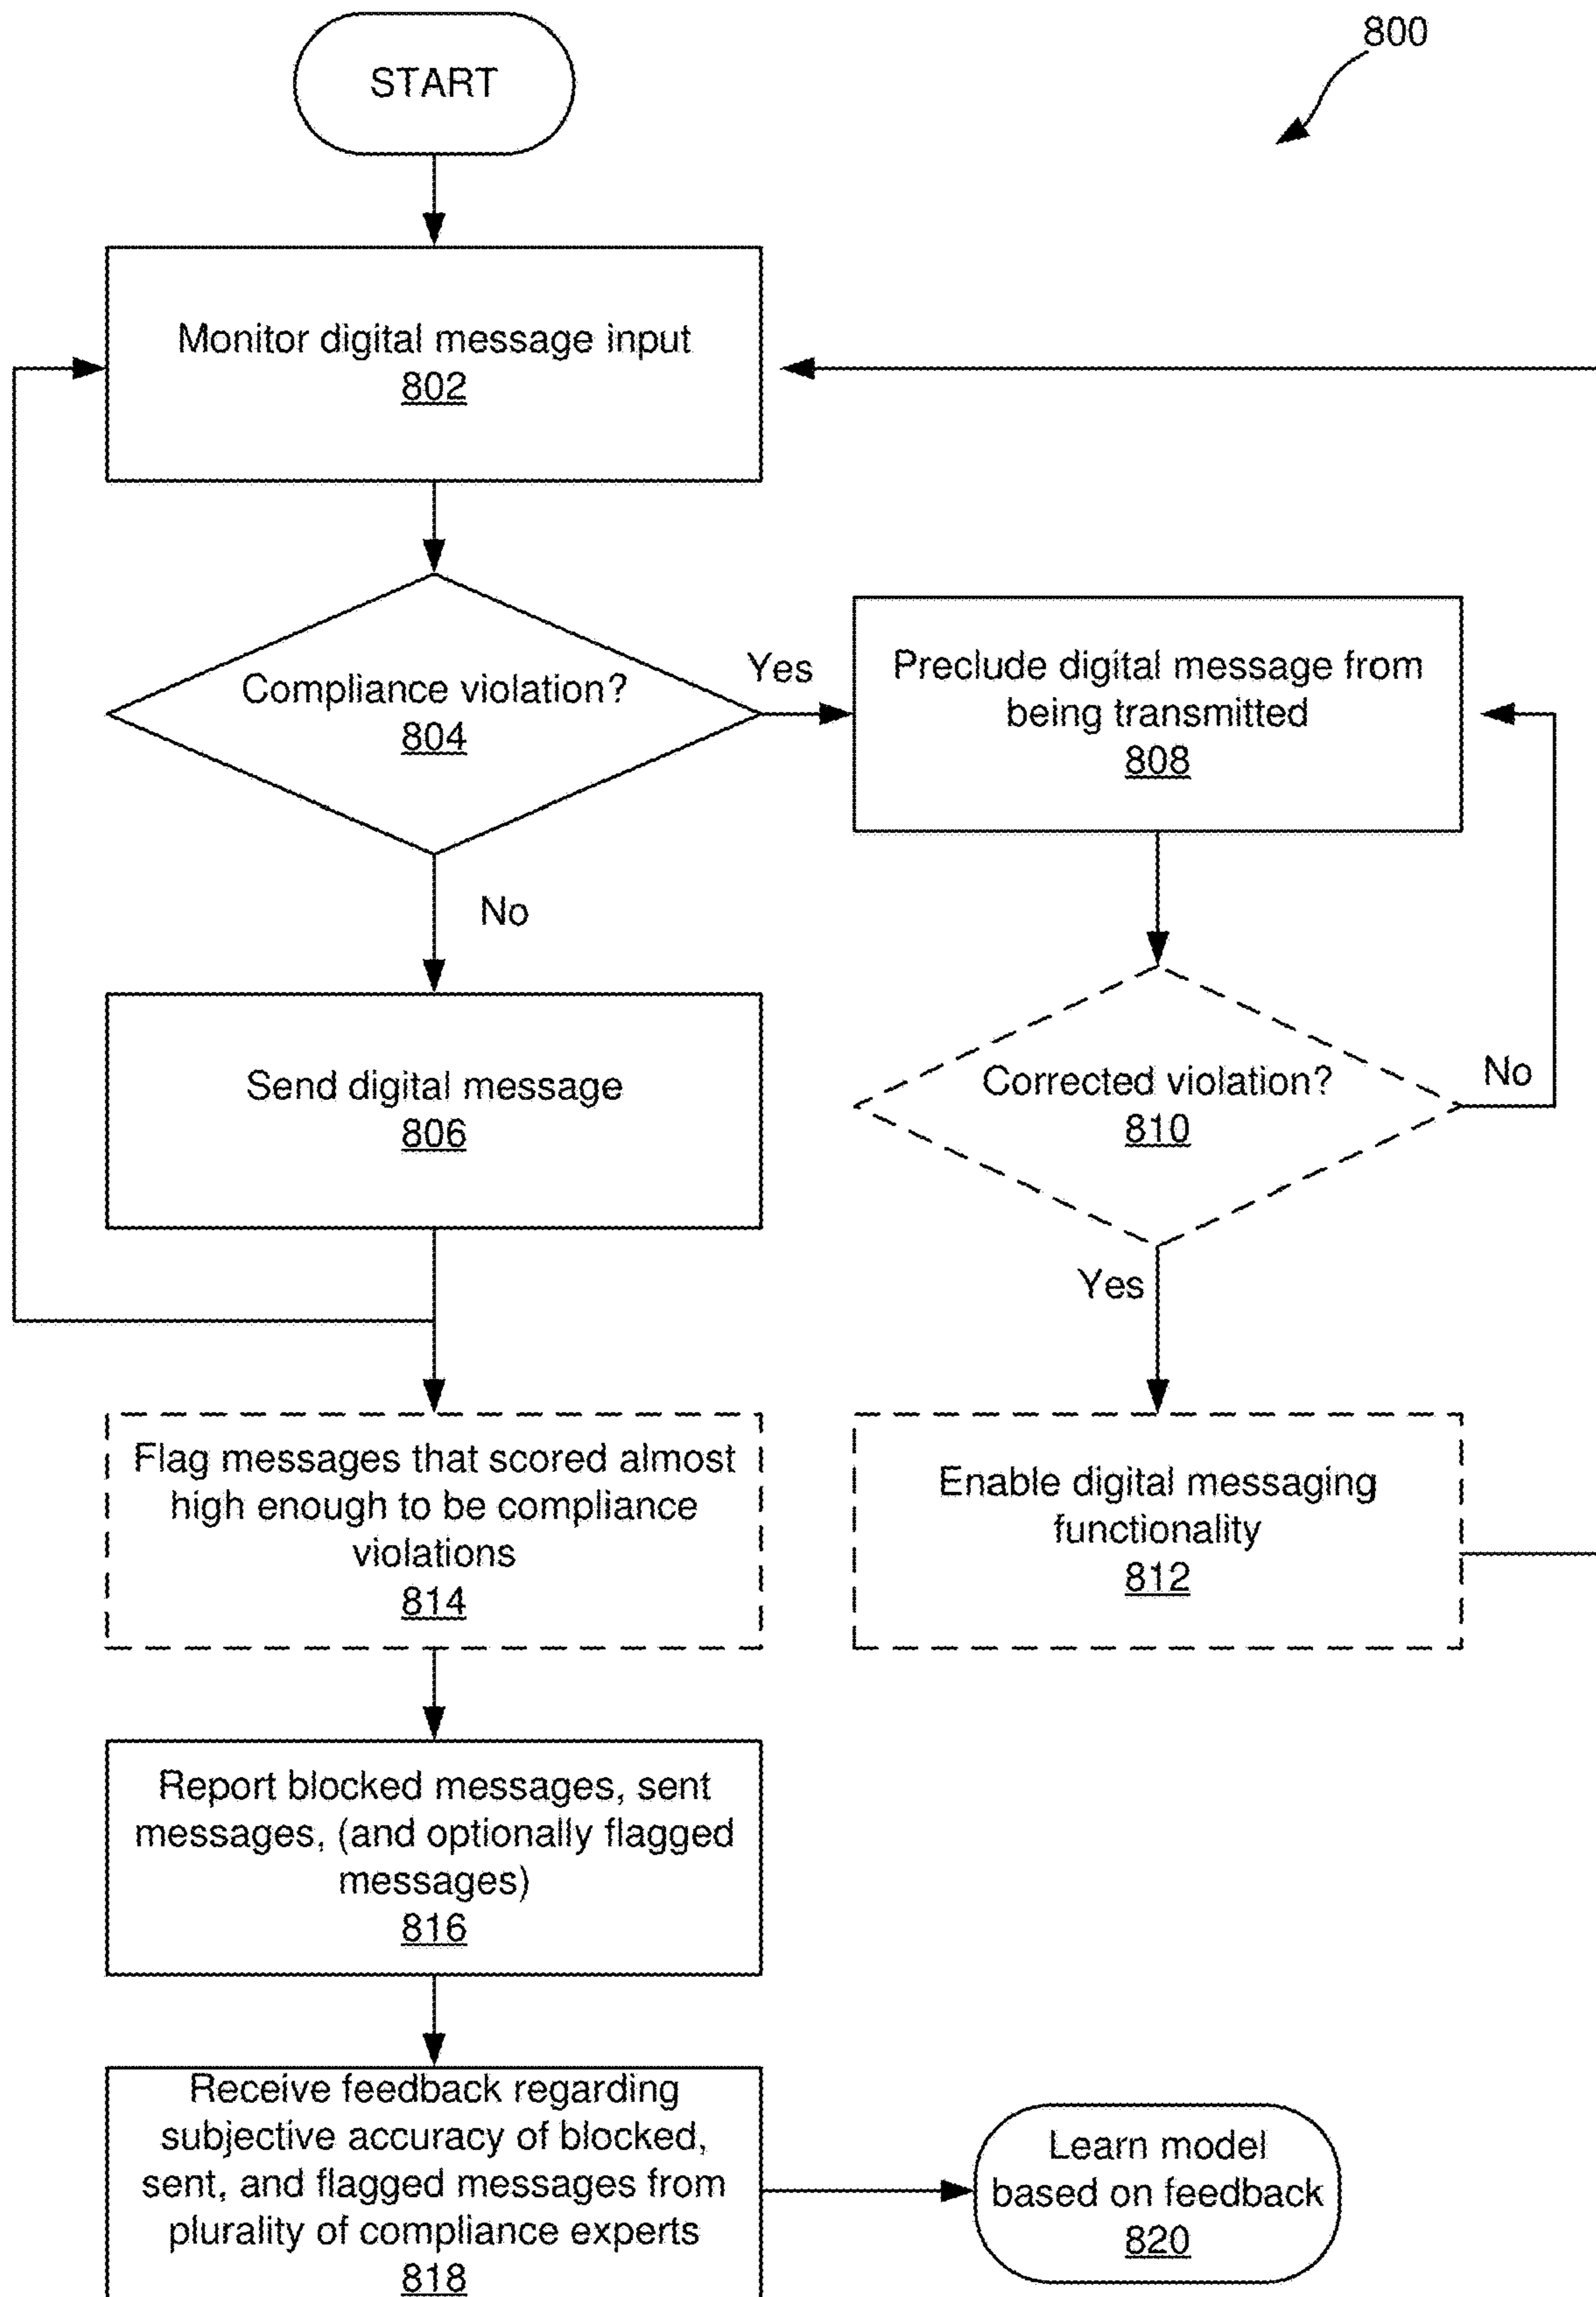 START
800
Monitor digital message input
802
Compliance violation?
804
Yes
Preclude digital message from
being transmitted
808
No
Send digital message
806
Corrected violation?
810
No
Yes
Flag messages that scored almost
high enough to be compliance
violations
814
Enable digital messaging
functionality
812
Report blocked messages, sent
messages, (and optionally flagged
messages)
816
Receive feedback regarding
subjective accuracy of blocked,
sent, and flagged messages from
plurality of compliance experts
818
Learn model
based on feedback
820